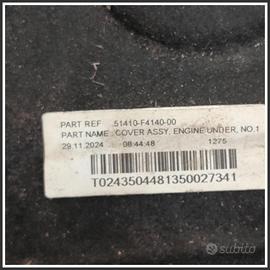 PART REF .51410-F4140-00
PART NAME : COVER ASSY, ENGINE UNDER, NO.1
29.11.2024 08:44:48 1275
T0243504481350027341
subito